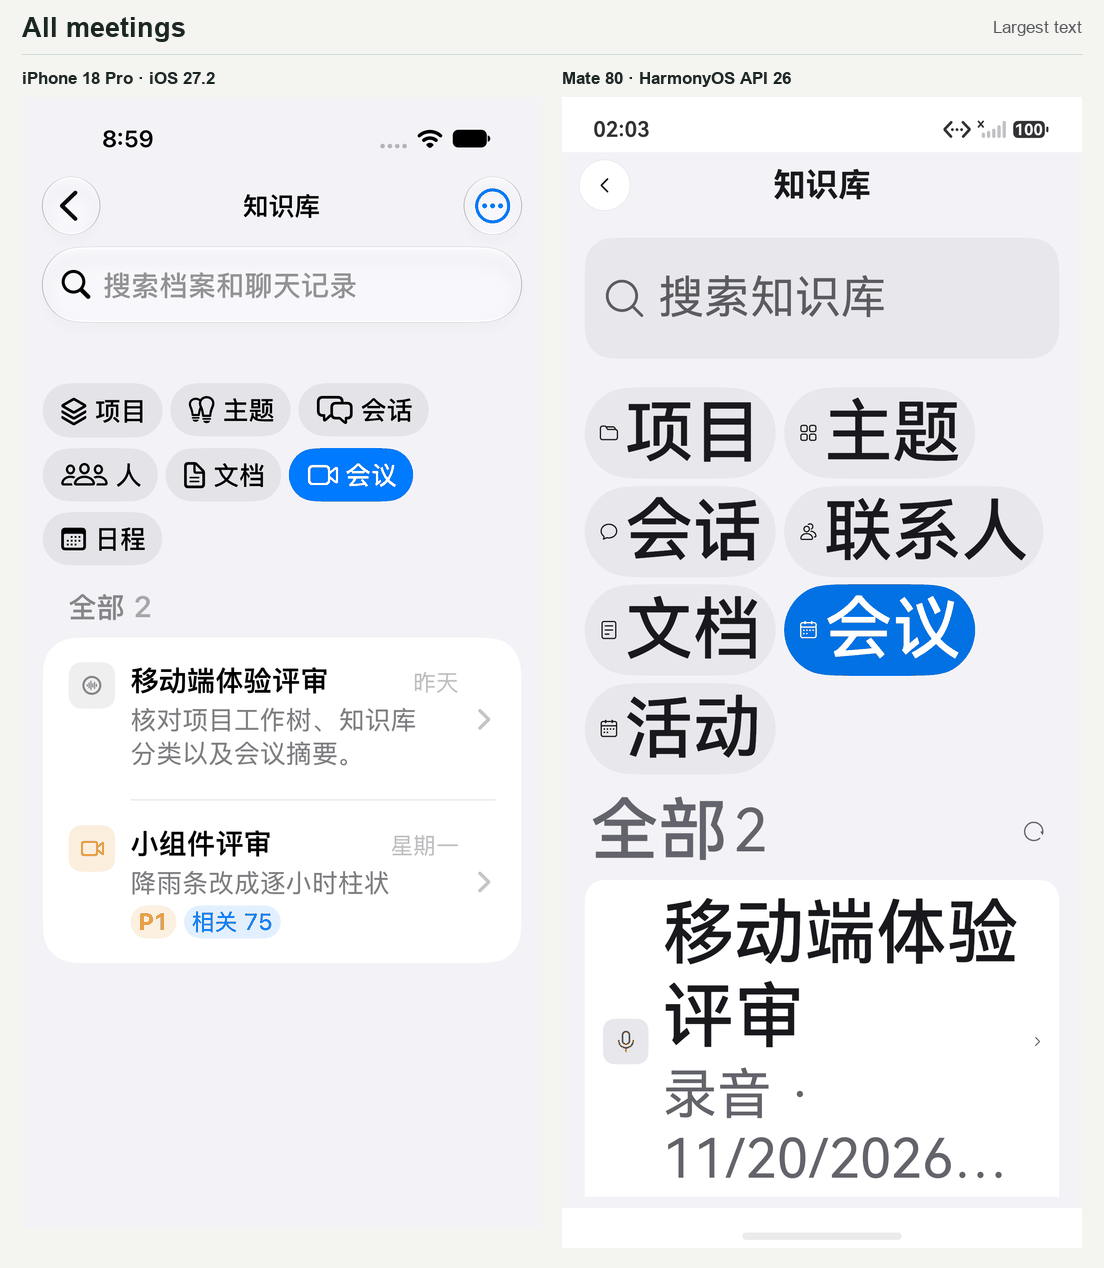 All meetings
Largest text
iPhone 18 Pro · iOS 27.2
8:59
知识库
搜索档案和聊天记录
项目
主题
会话
人
文档
会议
日程
全部 2
移动端体验评审
昨天
核对项目工作树、知识库
分类以及会议摘要。
小组件评审
星期一
降雨条改成逐小时柱状
P1
相关 75
Mate 80 · HarmonyOS API 26
02:03
100
知识库
搜索知识库
项目
主题
会话
联系人
文档
会议
活动
全部 2
移动端体验
评审
录音 ·
11/20/2026...